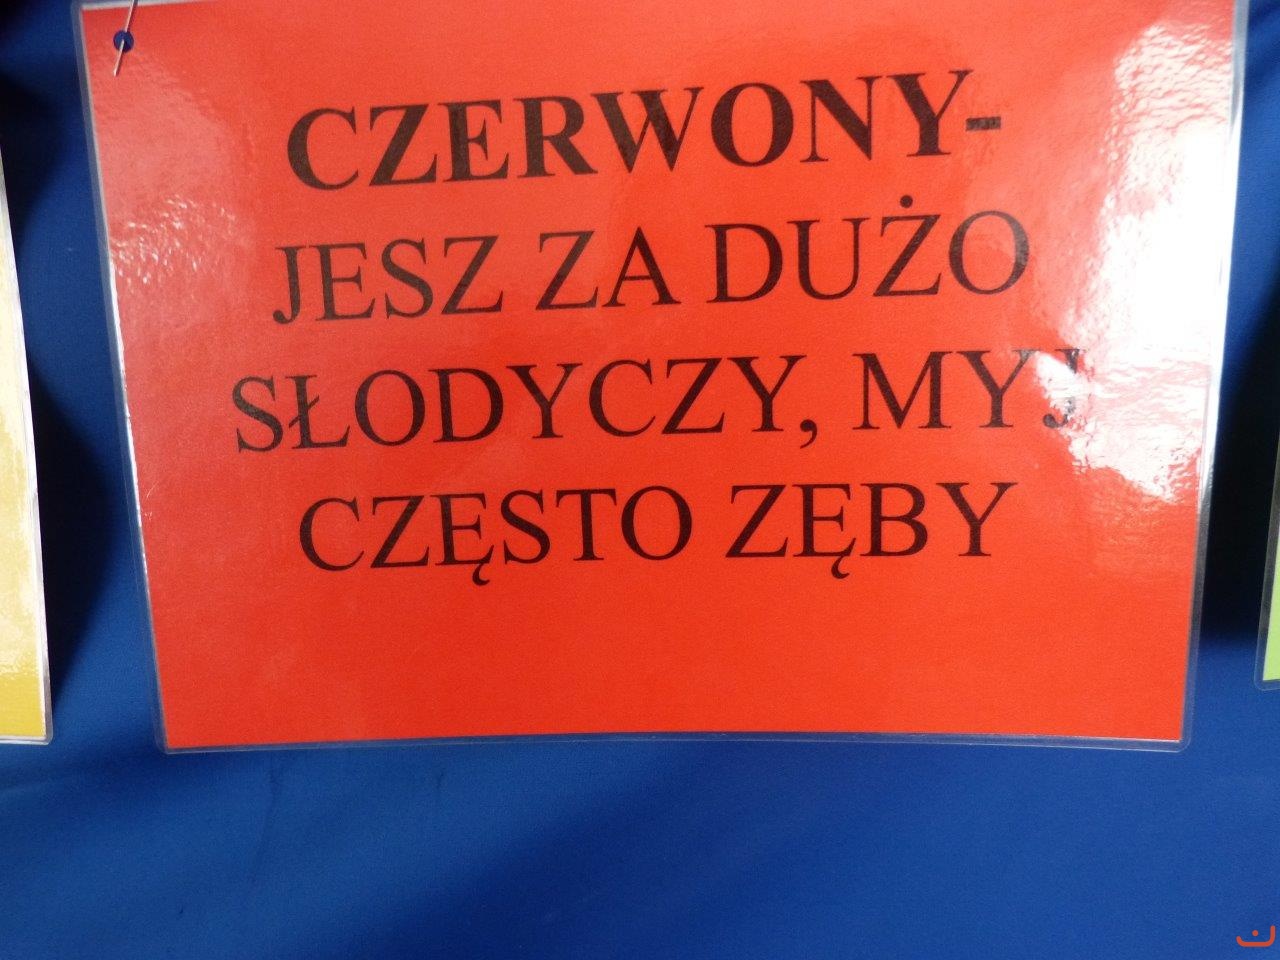 CZERWONY-
JESZ ZA DUŻO
SŁODYCZY, MYJ
CZĘSTO ZĘBY